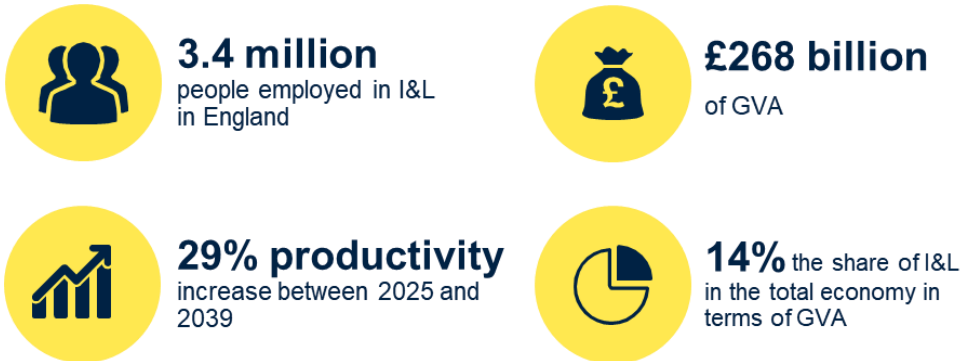 3.4 million
people employed in I&L
in England
£268 billion
of GVA
£
29% productivity
increase between 2025 and
2039
14% the share of I&L
in the total economy in
terms of GVA